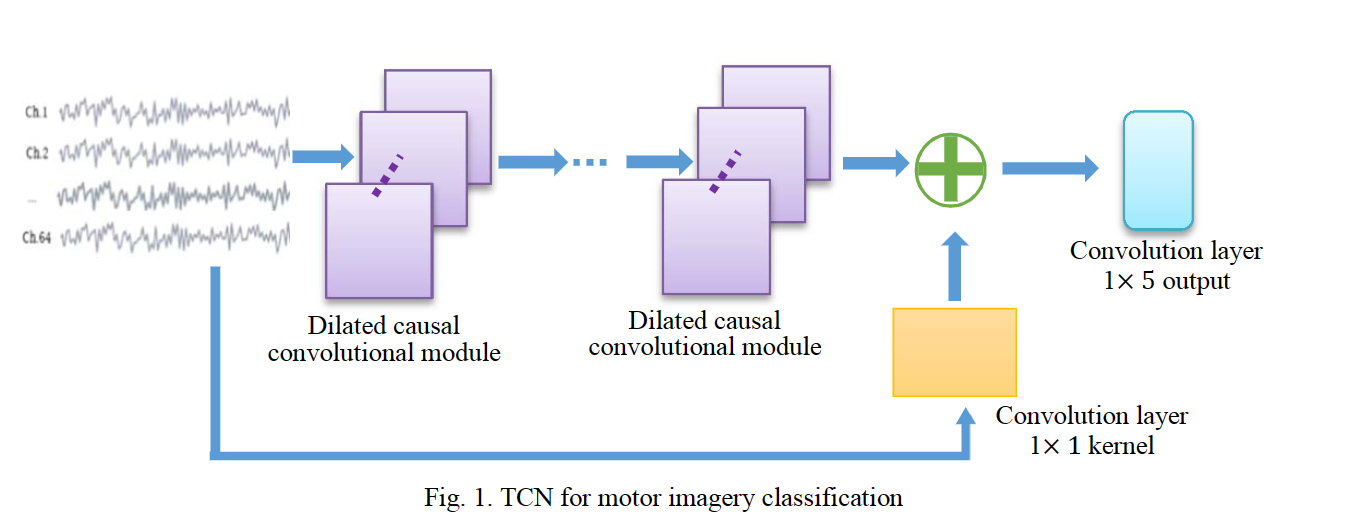 Ch.1
Ch.2
...
Ch.64
Dilated causal
convolutional module
Dilated causal
convolutional module
Convolution layer
1× 5 output
Convolution layer
1× 1 kernel
Fig. 1. TCN for motor imagery classification